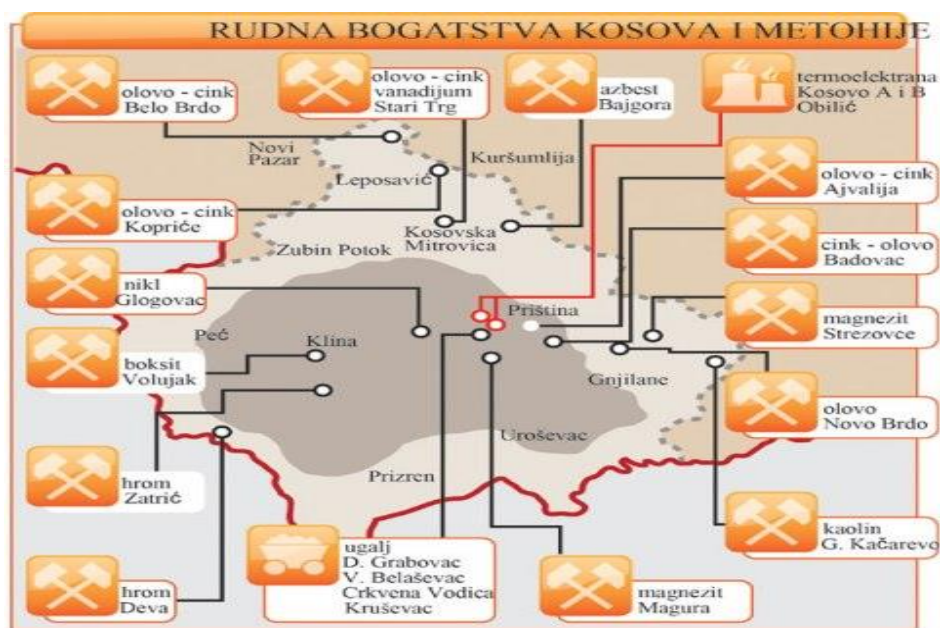 RUDNA BOGATSTVA KOSOVA I METOHIJE
olovo - cink
Belo Brdo
olovo - cink
vanadijum
Stari Trg
azbest
Bajgora
termoelektrana
Kosovo A i B
Obilić
Novi
Pazar
Kuršumlija
Leposavić
olovo - cink
Ajvalija
olovo - cink
Kopriće
Kosovska
Mitrovica
Zubin Potok
cink - olovo
Badovac
nikl
Glogovac
Priština
magnezit
Strezovce
Peć
Klina
boksit
Volujak
Gnjilane
olovo
Novo Brdo
Uroševac
Prizren
hrom
Zatrić
kaolin
G. Kačarevo
ugalj
D. Grabovac
V. Belaševac
Crkvena Vodica
Kruševac
hrom
Deva
magnezit
Magura